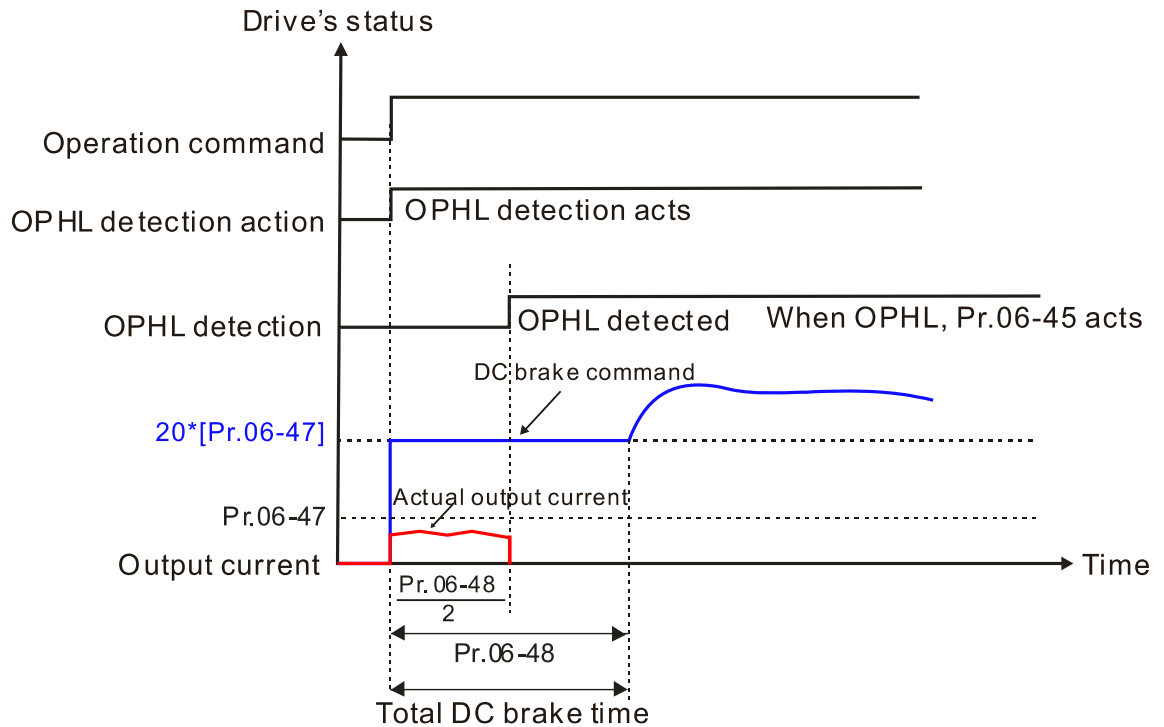 Drive's status
Operation command
OPHL detection action
OPHL detection acts
OPHL detection
OPHL detected
When OPHL, Pr.06-45 acts
DC brake command
20*[Pr.06-47]
Actual output current
Pr.06-47
Output current
Time
Pr.06-48
2
Pr.06-48
Total DC brake time